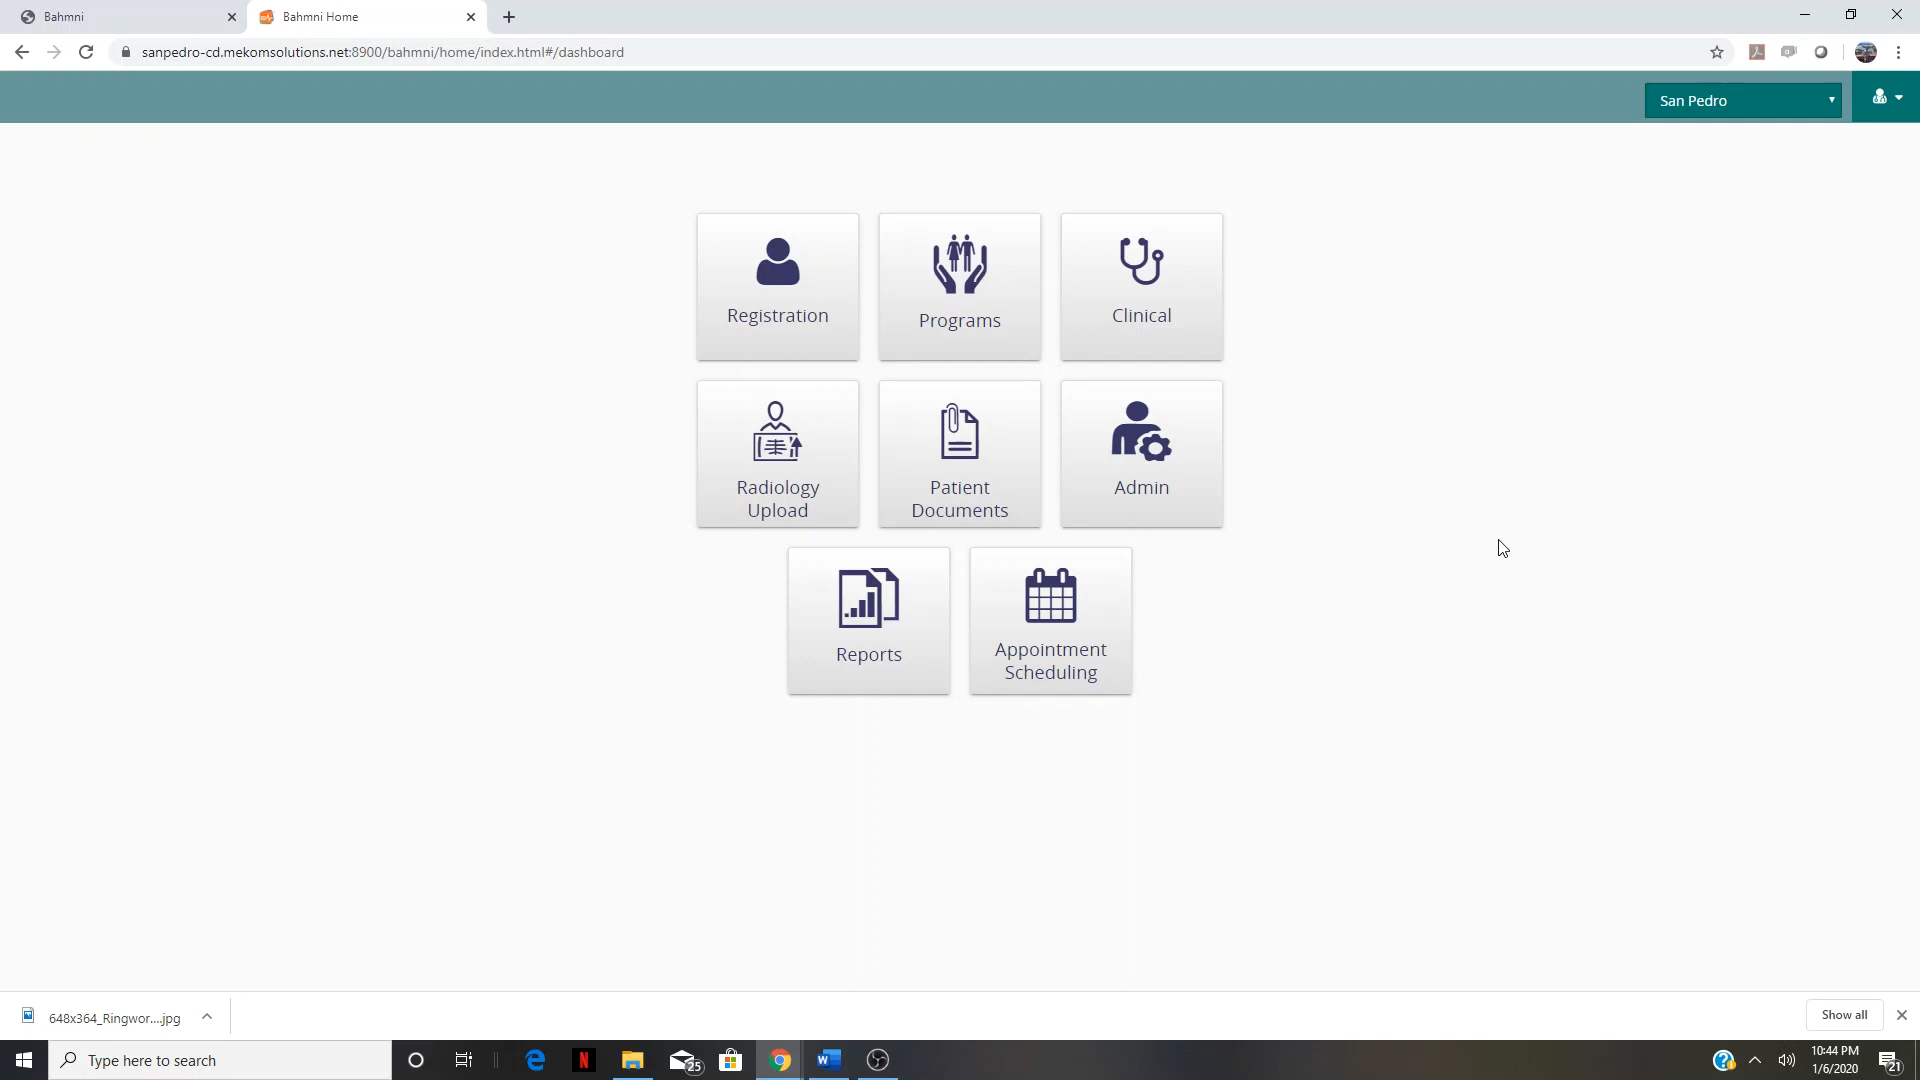 Bahmni
Bahmni Home
sanpedro-cd.mekomsolutions.net:8900/bahmni/home/index.html#/dashboard
San Pedro
Registration
Programs
Clinical
Radiology
Upload
Patient
Documents
Admin
Reports
Appointment
Scheduling
648x364_Ringwor....jpg
Show all
Type here to search
25
10:44 PM
1/6/2020
21